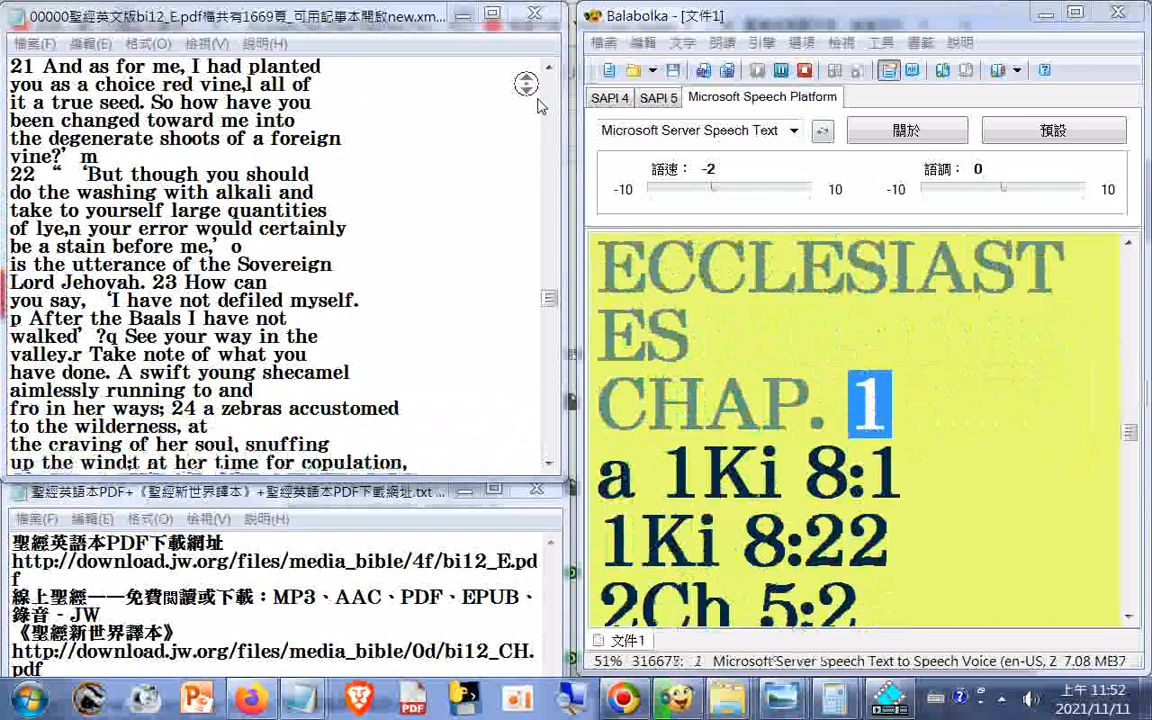 00000聖經英文版bi12_E.pdf檔共有1669頁_可用記事本開啟new.xm...
檔案(F) 編輯(E) 格式(O) 檢視(V) 說明(H)
21 And as for me, I had planted
you as a choice red vine,l all of
it a true seed. So how have you
been changed toward me into
the degenerate shoots of a foreign
vine?’ m
22 “ ‘But though you should
do the washing with alkali and
take to yourself large quantities
of lye,n your error would certainly
be a stain before me,’ o
is the utterance of the Sovereign
Lord Jehovah. 23 How can
you say, ‘I have not defiled myself.
p After the Baals I have not
walked’ ?q See your way in the
valley.r Take note of what you
have done. A swift young shecamel
aimlessly running to and
fro in her ways; 24 a zebras accustomed
to the wilderness, at
the craving of her soul, snuffing
up the wind;t at her time for copulation,
聖經英語本PDF+《聖經新世界譯本》+聖經英語本PDF下載網址.txt ...
檔案(F) 編輯(E) 格式(O) 檢視(V) 說明(H)
聖經英語本PDF下載網址
http://download.jw.org/files/media_bible/4f/bi12_E.pd
f
線上聖經——免費閱讀或下載：MP3、AAC、PDF、EPUB、
錄音 - JW
《聖經新世界譯本》
http://download.jw.org/files/media_bible/0d/bi12_CH.
pdf
Balabolka - [文件1]
檔案 編輯 文字 朗讀 引擎 選項 檢視 工具 書籤 說明
SAPI 4 SAPI 5 Microsoft Speech Platform
Microsoft Server Speech Text 關於 預設
語速： -2 語調： 0
-10 10 -10 10
ECCLESIAST
ES
CHAP. 1
a 1Ki 8:1
1Ki 8:22
2Ch 5:2
文件1
51% Microsoft Server Speech Text to Speech Voice (en-US, 7.08 MB
PDF
上午 11:52
2021/11/11